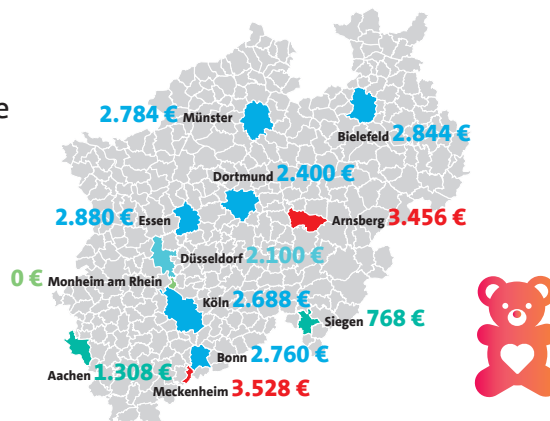 e
2.784 € Münster
Bielefeld 2.844 €
Dortmund 2.400 €
2.880 € Essen
Arnsberg 3.456 €
Düsseldorf 2.100 €
0 € Monheim am Rhein
Köln 2.688 €
Siegen 768 €
Bonn 2.760 €
Aachen 1.308 €
Meckenheim 3.528 €